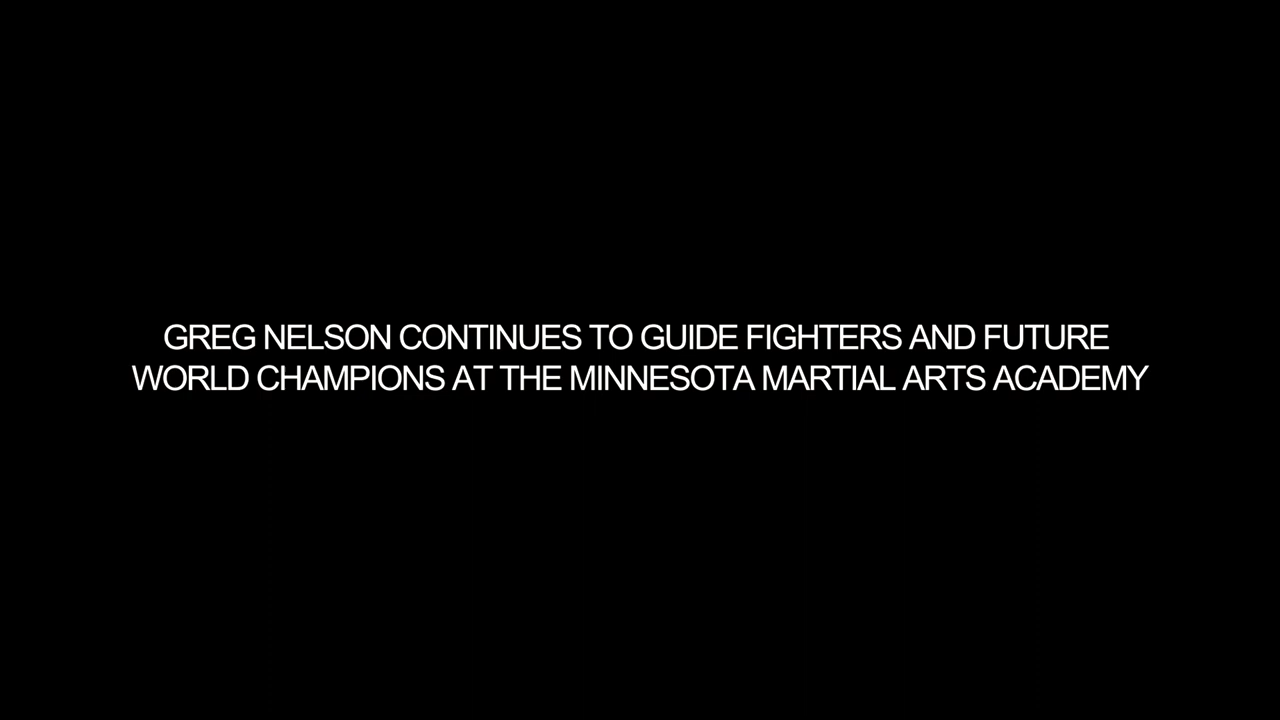 GREG NELSON CONTINUES TO GUIDE FIGHTERS AND FUTURE
WORLD CHAMPIONS AT THE MINNESOTA MARTIAL ARTS ACADEMY